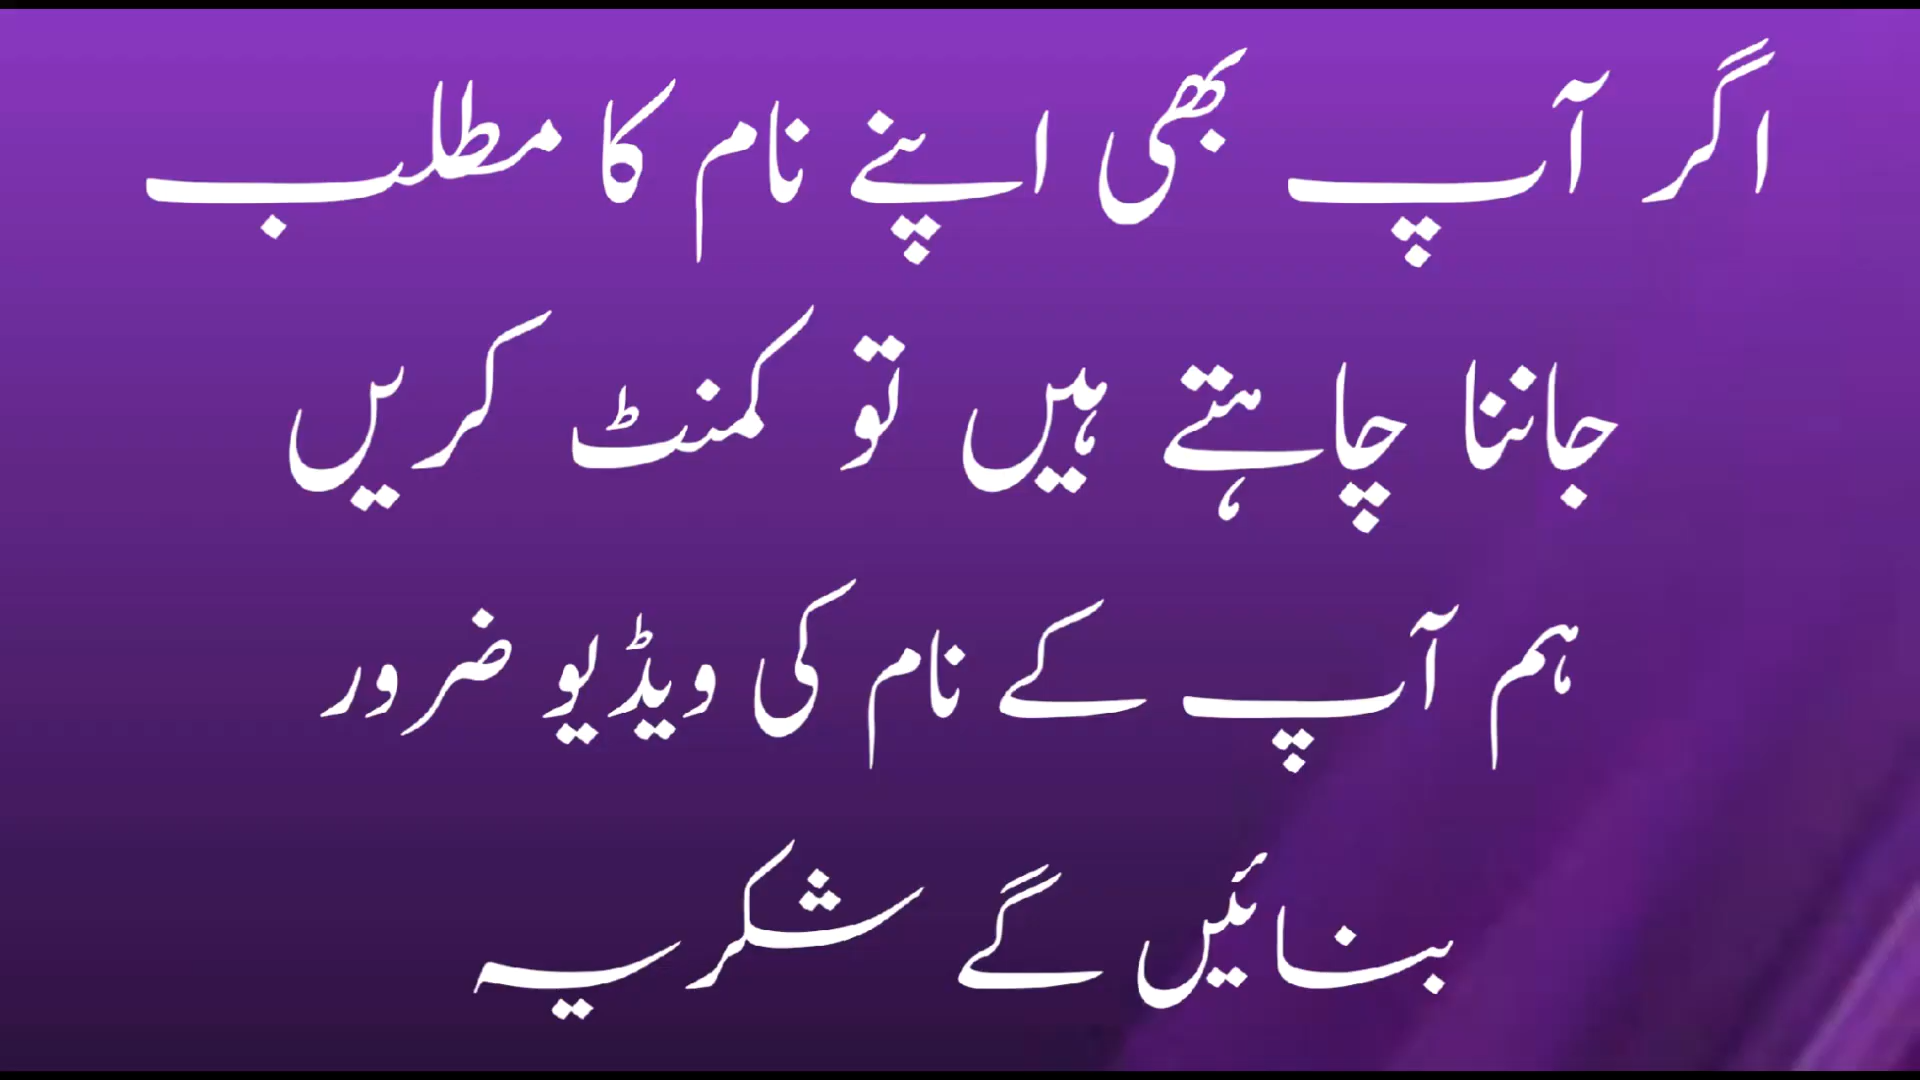 اگر آپ بھی اپنے نام کا مطلب
جاننا چاہتے ہیں تو کمنٹ کریں
ہم آپ کے نام کی ویڈیو ضرور
بنائیں گے شکریہ